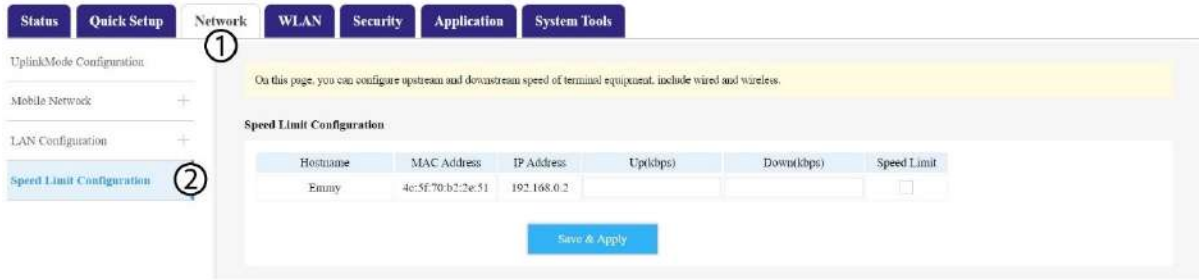 Status Quick Setup Network WLAN Security Application System Tools
①
UplinkMode Configuration
Mobile Network +
LAN Configuration +
Speed Limit Configuration ②
On this page, you can configure upstream and downstream speed of terminal equipment, include wired and wireless.
Speed Limit Configuration
Hostname MAC Address IP Address Up(kbps) Down(kbps) Speed Limit
Emmy 4c:5f:70:b2:2e:51 192.168.0.2
Save & Apply